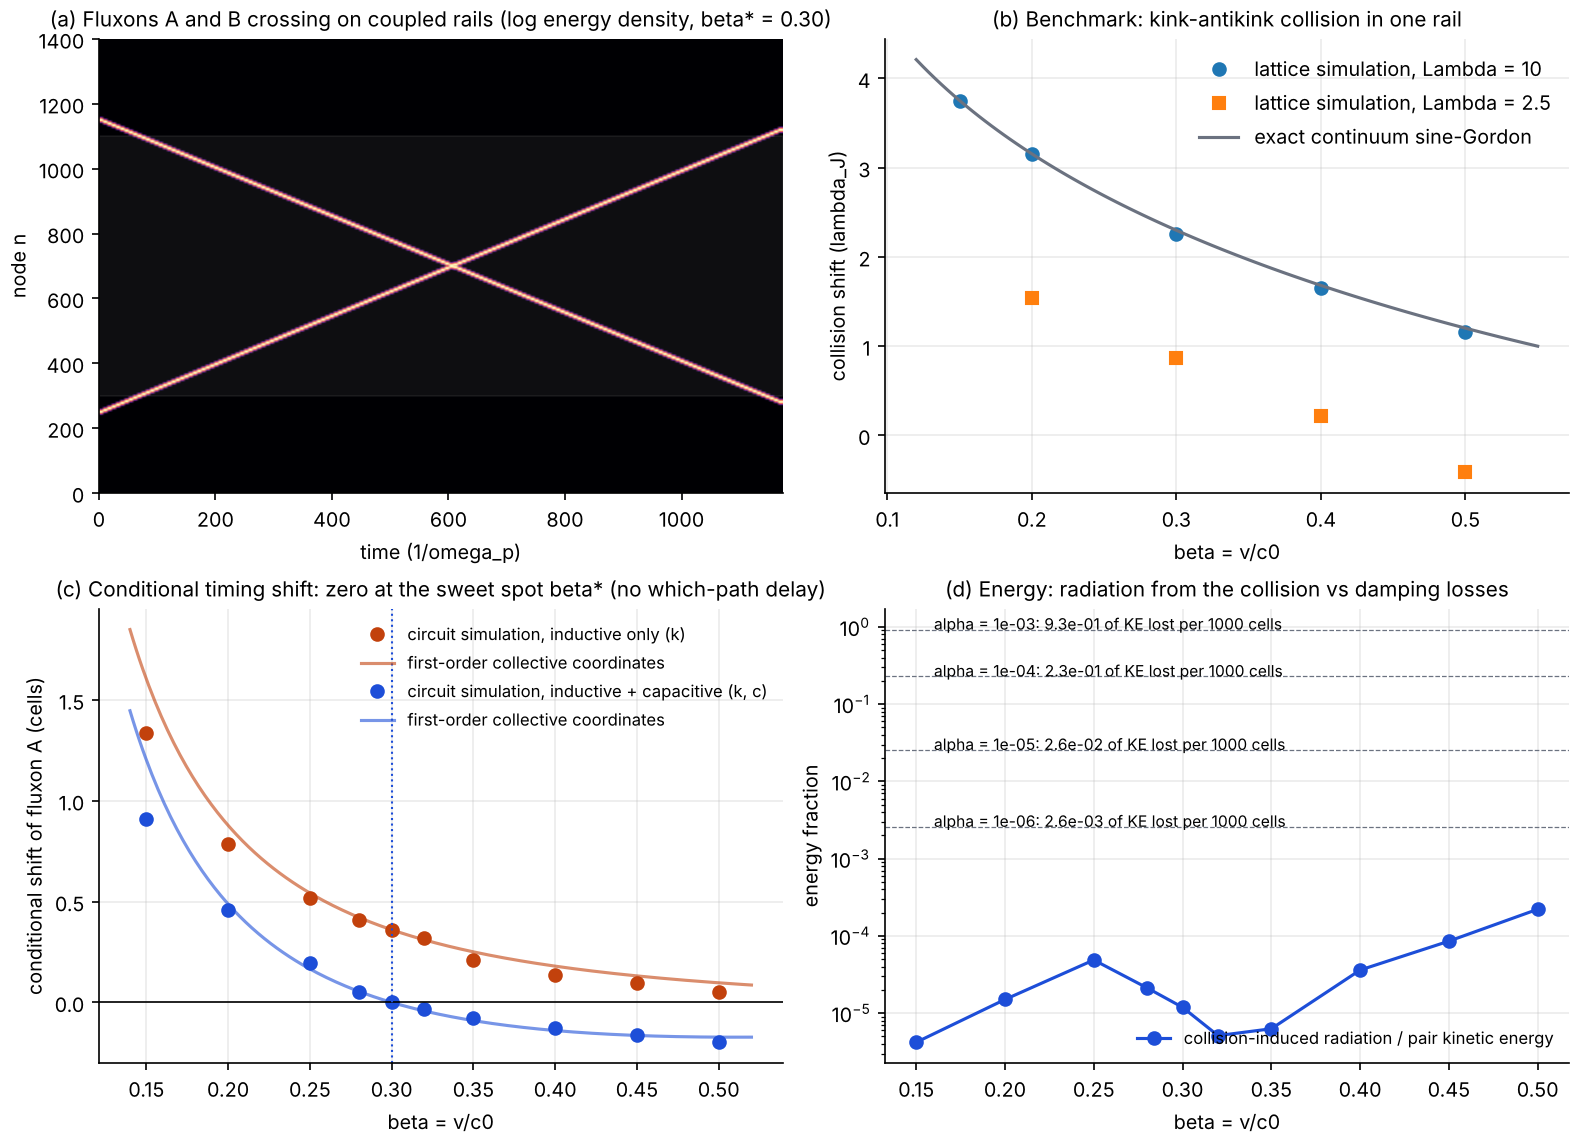 (a) Fluxons A and B crossing on coupled rails (log energy density, beta* = 0.30)
1400
1200
1000
800
600
400
200
0
node n
0 200 400 600 800 1000
time (1/omega_p)
(b) Benchmark: kink-antikink collision in one rail
lattice simulation, Lambda = 10
lattice simulation, Lambda = 2.5
exact continuum sine-Gordon
4
3
2
1
0
collision shift (lambda_J)
0.1 0.2 0.3 0.4 0.5
beta = v/c0
(c) Conditional timing shift: zero at the sweet spot beta* (no which-path delay)
circuit simulation, inductive only (k)
first-order collective coordinates
circuit simulation, inductive + capacitive (k, c)
first-order collective coordinates
1.5
1.0
0.5
0.0
conditional shift of fluxon A (cells)
0.15 0.20 0.25 0.30 0.35 0.40 0.45 0.50
beta = v/c0
(d) Energy: radiation from the collision vs damping losses
alpha = 1e-03: 9.3e-01 of KE lost per 1000 cells
alpha = 1e-04: 2.3e-01 of KE lost per 1000 cells
alpha = 1e-05: 2.6e-02 of KE lost per 1000 cells
alpha = 1e-06: 2.6e-03 of KE lost per 1000 cells
collision-induced radiation / pair kinetic energy
10⁰
10⁻¹
10⁻²
10⁻³
10⁻⁴
10⁻⁵
energy fraction
0.15 0.20 0.25 0.30 0.35 0.40 0.45 0.50
beta = v/c0